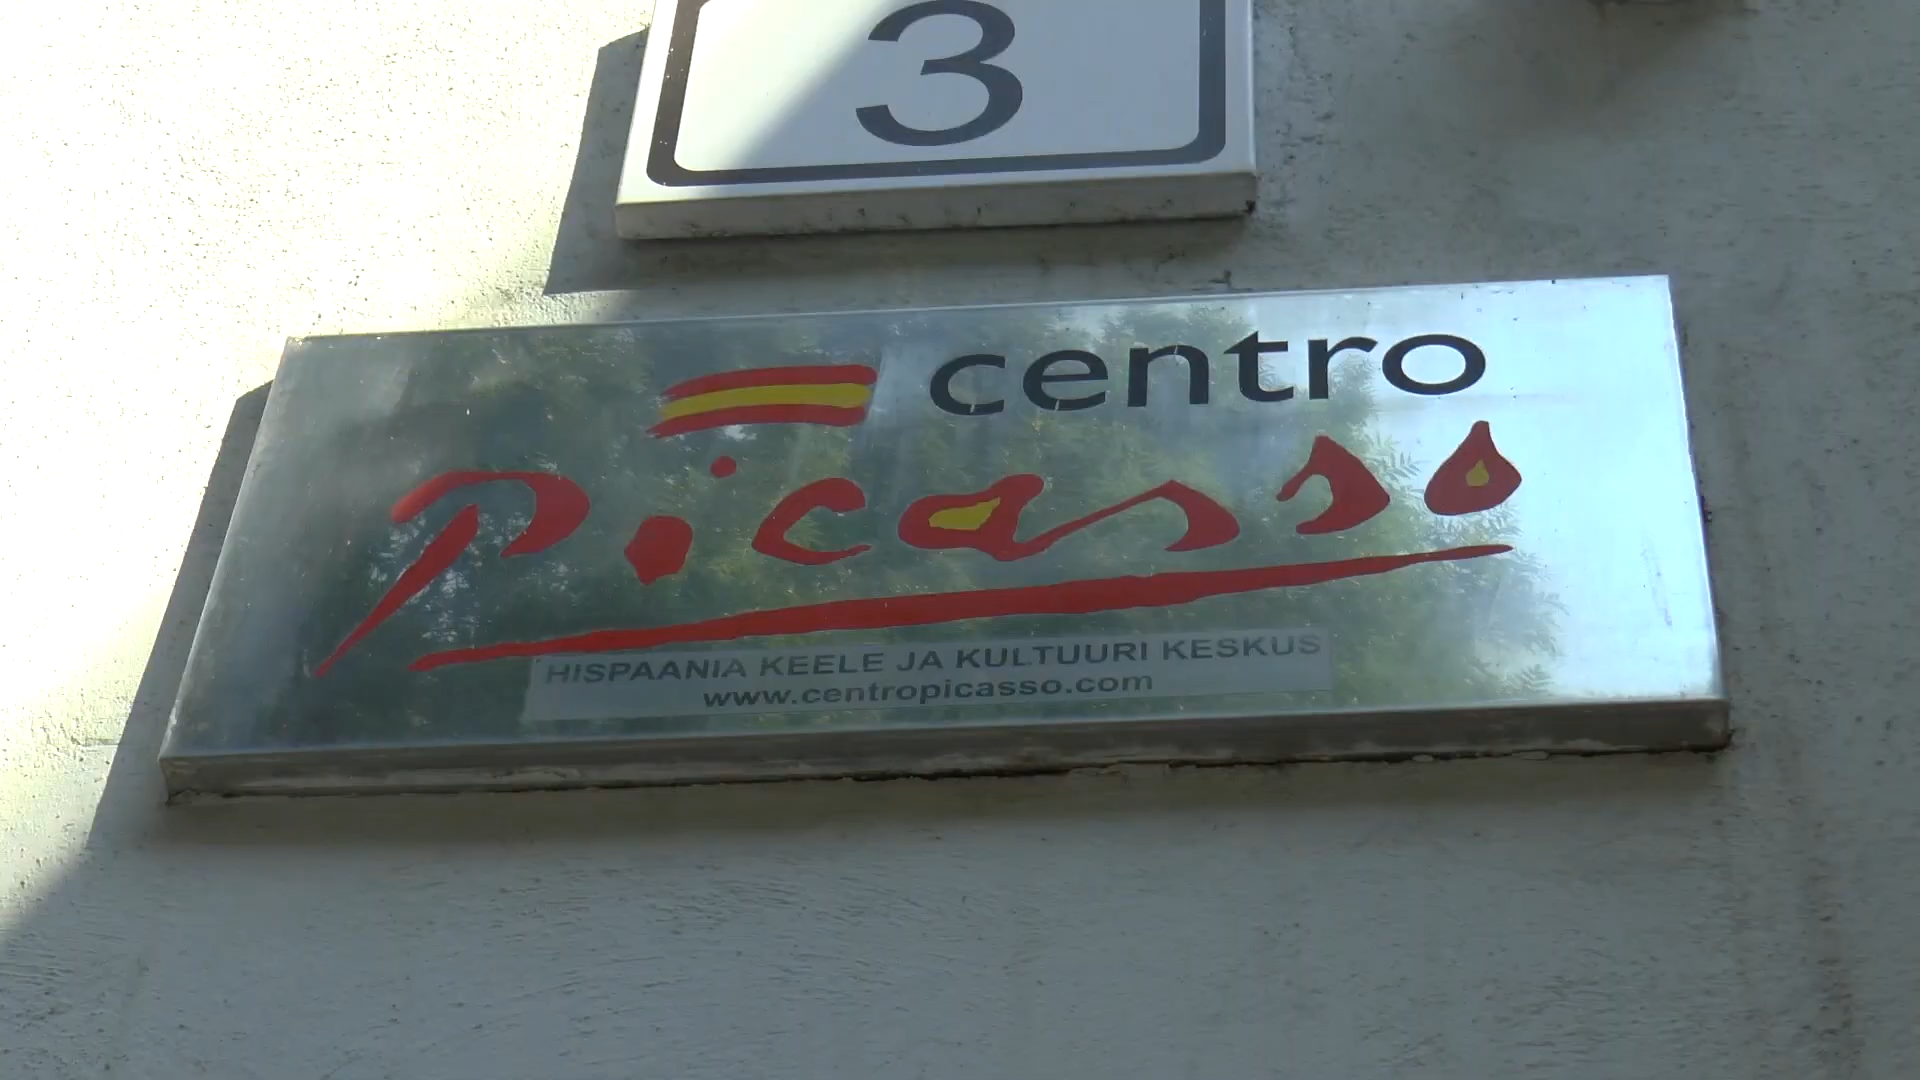 3
centro
Picasso
HISPAANIA KEELE JA KULTUURI KESKUS
www.centropicasso.com